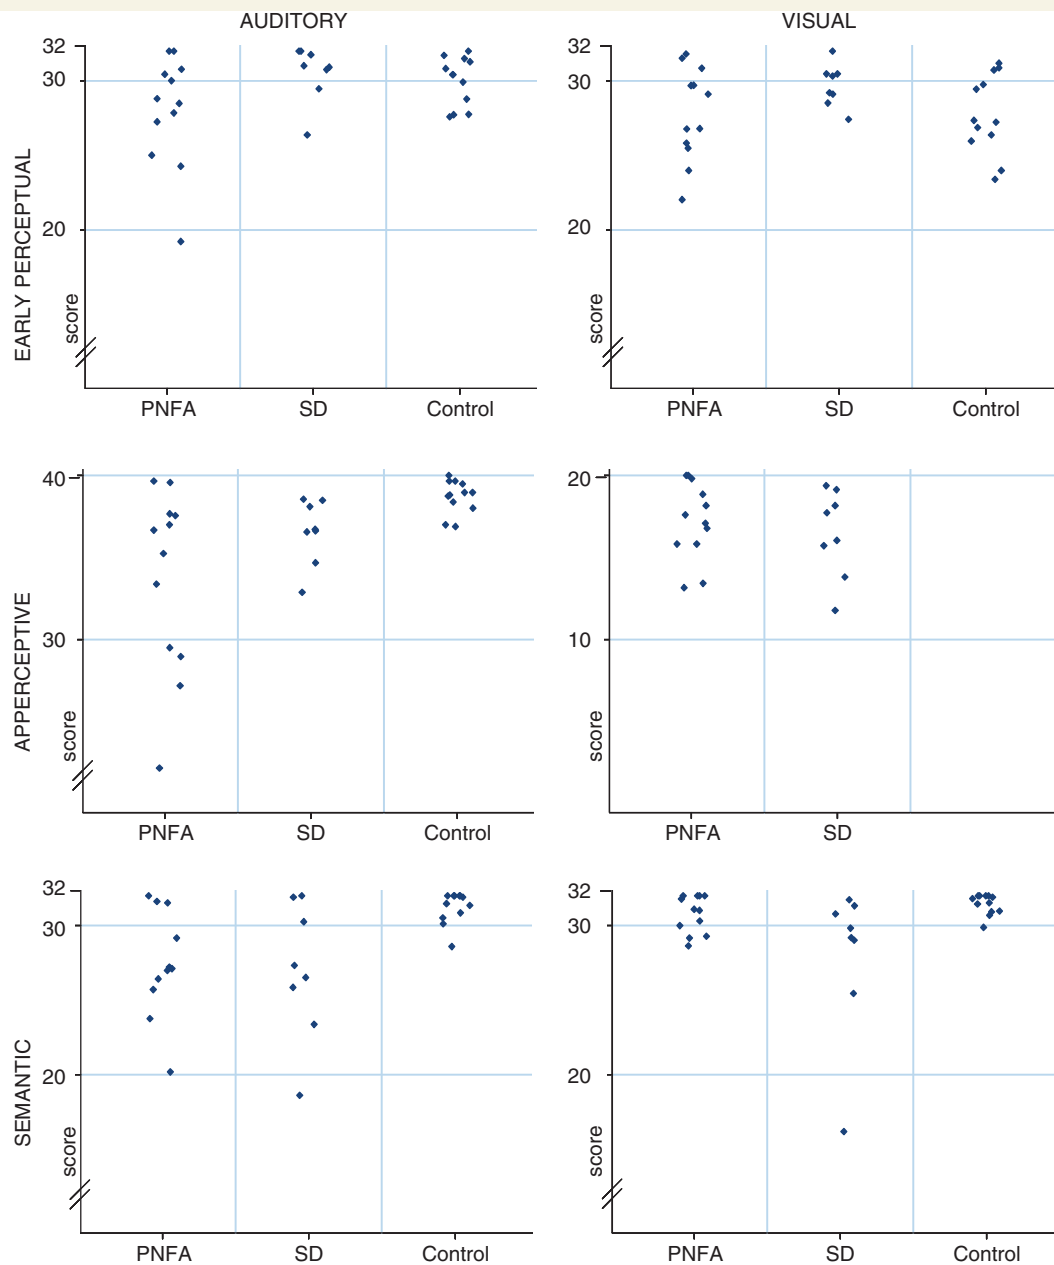 AUDITORY
VISUAL
EARLY PERCEPTUAL
score
32
30
20
PNFA
SD
Control
score
32
30
20
PNFA
SD
Control
APPERCEPTIVE
score
40
30
PNFA
SD
Control
score
20
10
PNFA
SD
SEMANTIC
score
32
30
20
PNFA
SD
Control
score
32
30
20
PNFA
SD
Control